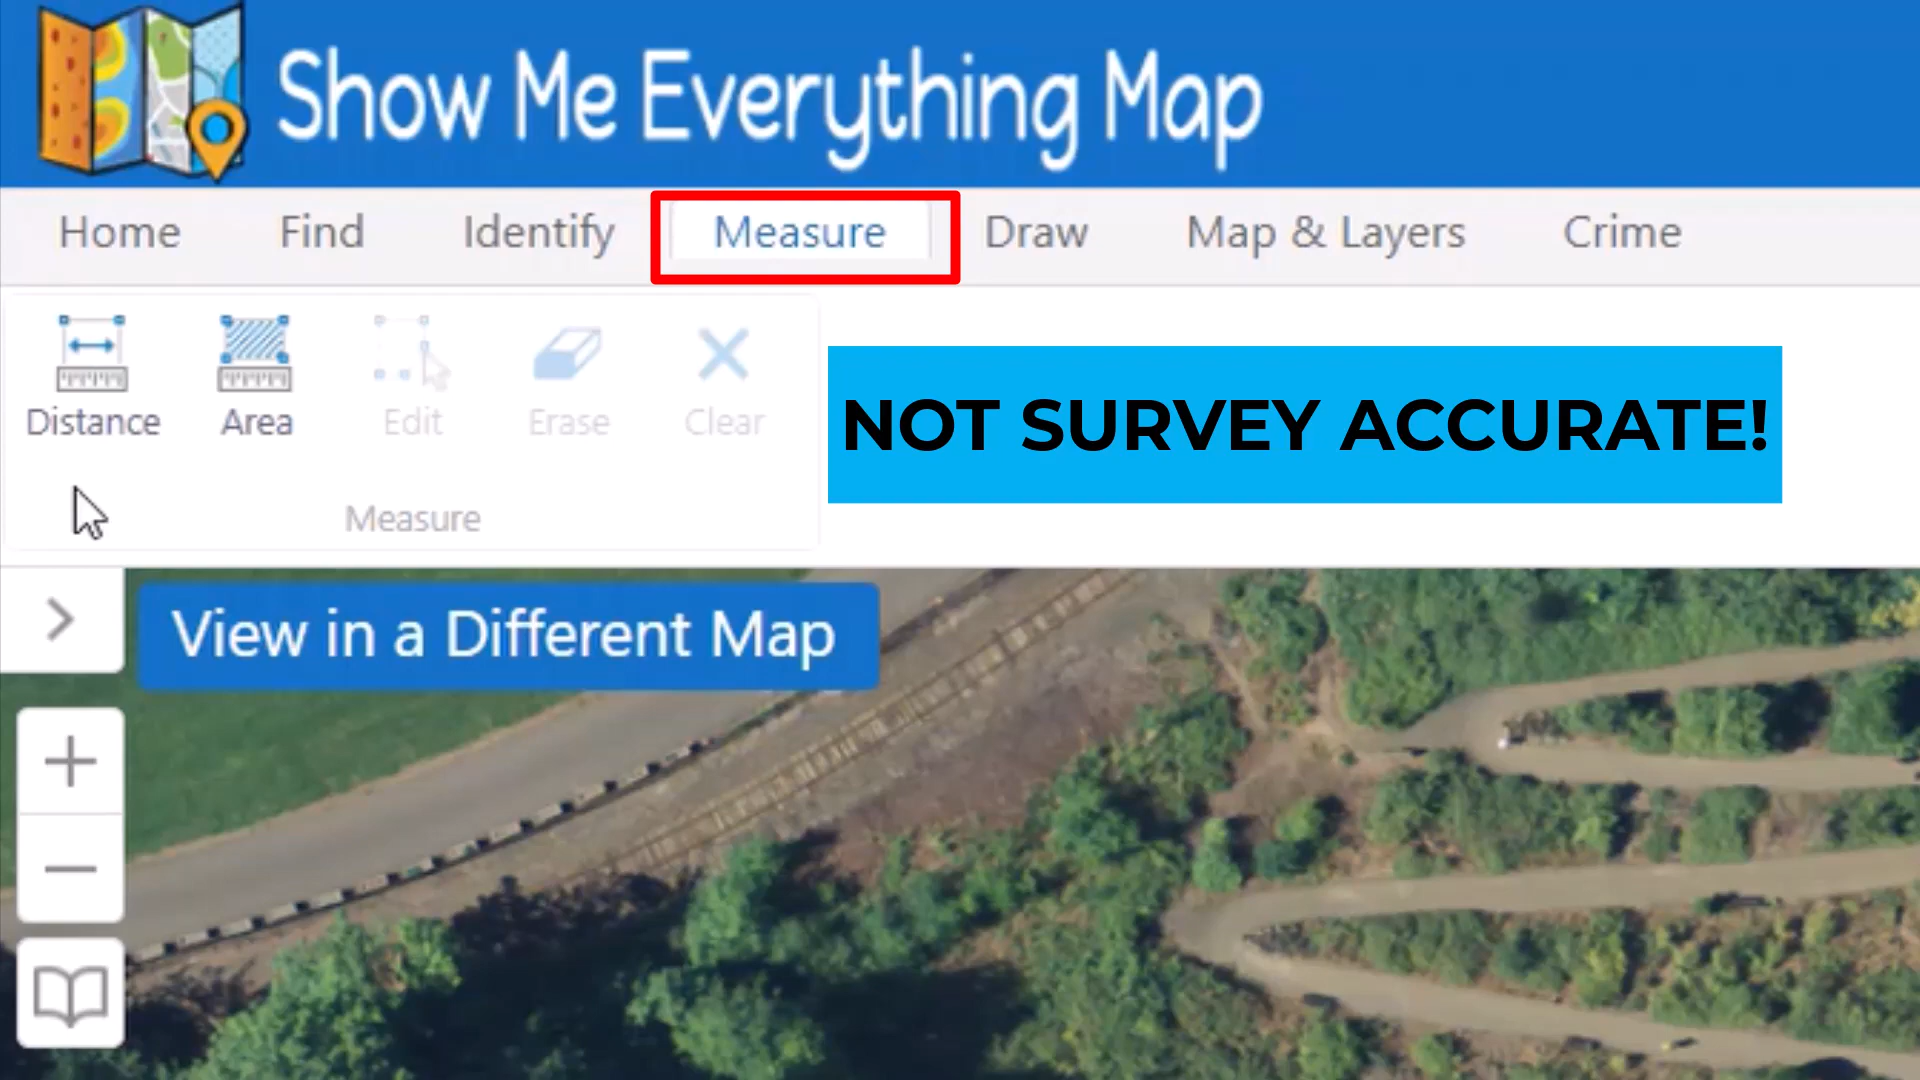 Show Me Everything Map
Home Find Identify Measure Draw Map & Layers Crime
Distance Area Edit Erase Clear
NOT SURVEY ACCURATE!
Measure
View in a Different Map